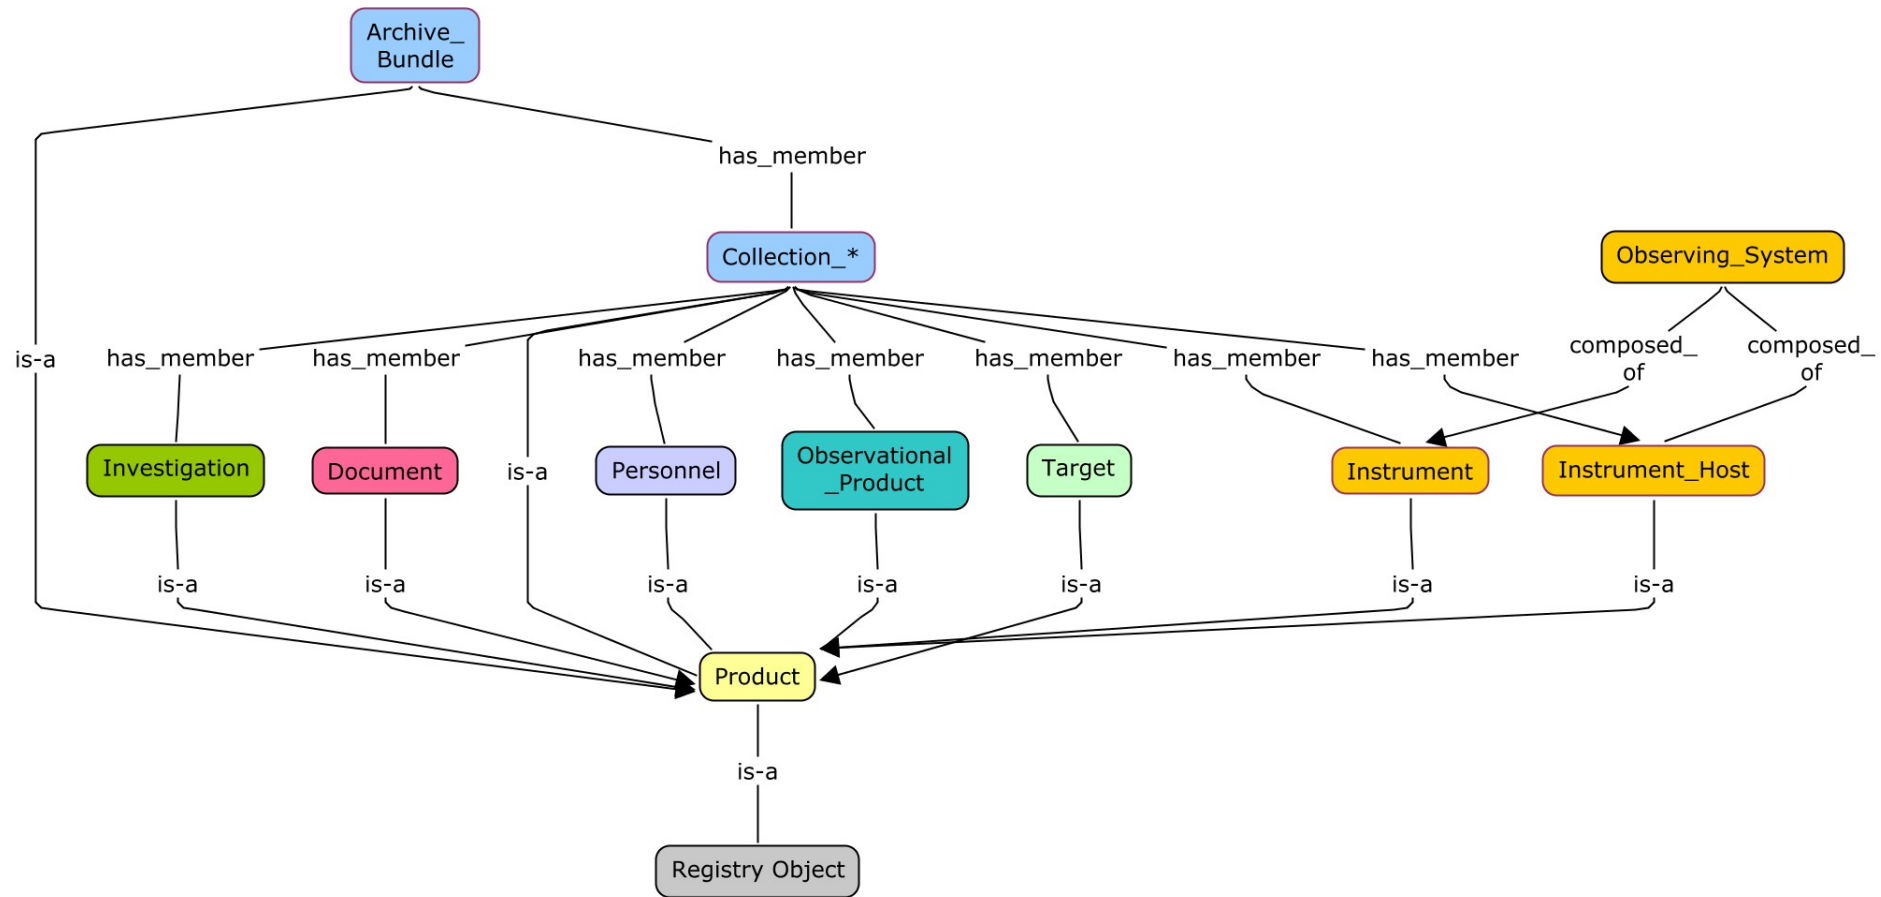 Archive_
Bundle
has_member
Collection_*
Observing_System
is-a
has_member
has_member
has_member
has_member
has_member
has_member
has_member
composed_
of
composed_
of
Investigation
Document
is-a
Personnel
Observational
_Product
Target
Instrument
Instrument_Host
is-a
is-a
is-a
is-a
is-a
is-a
is-a
Product
is-a
Registry Object